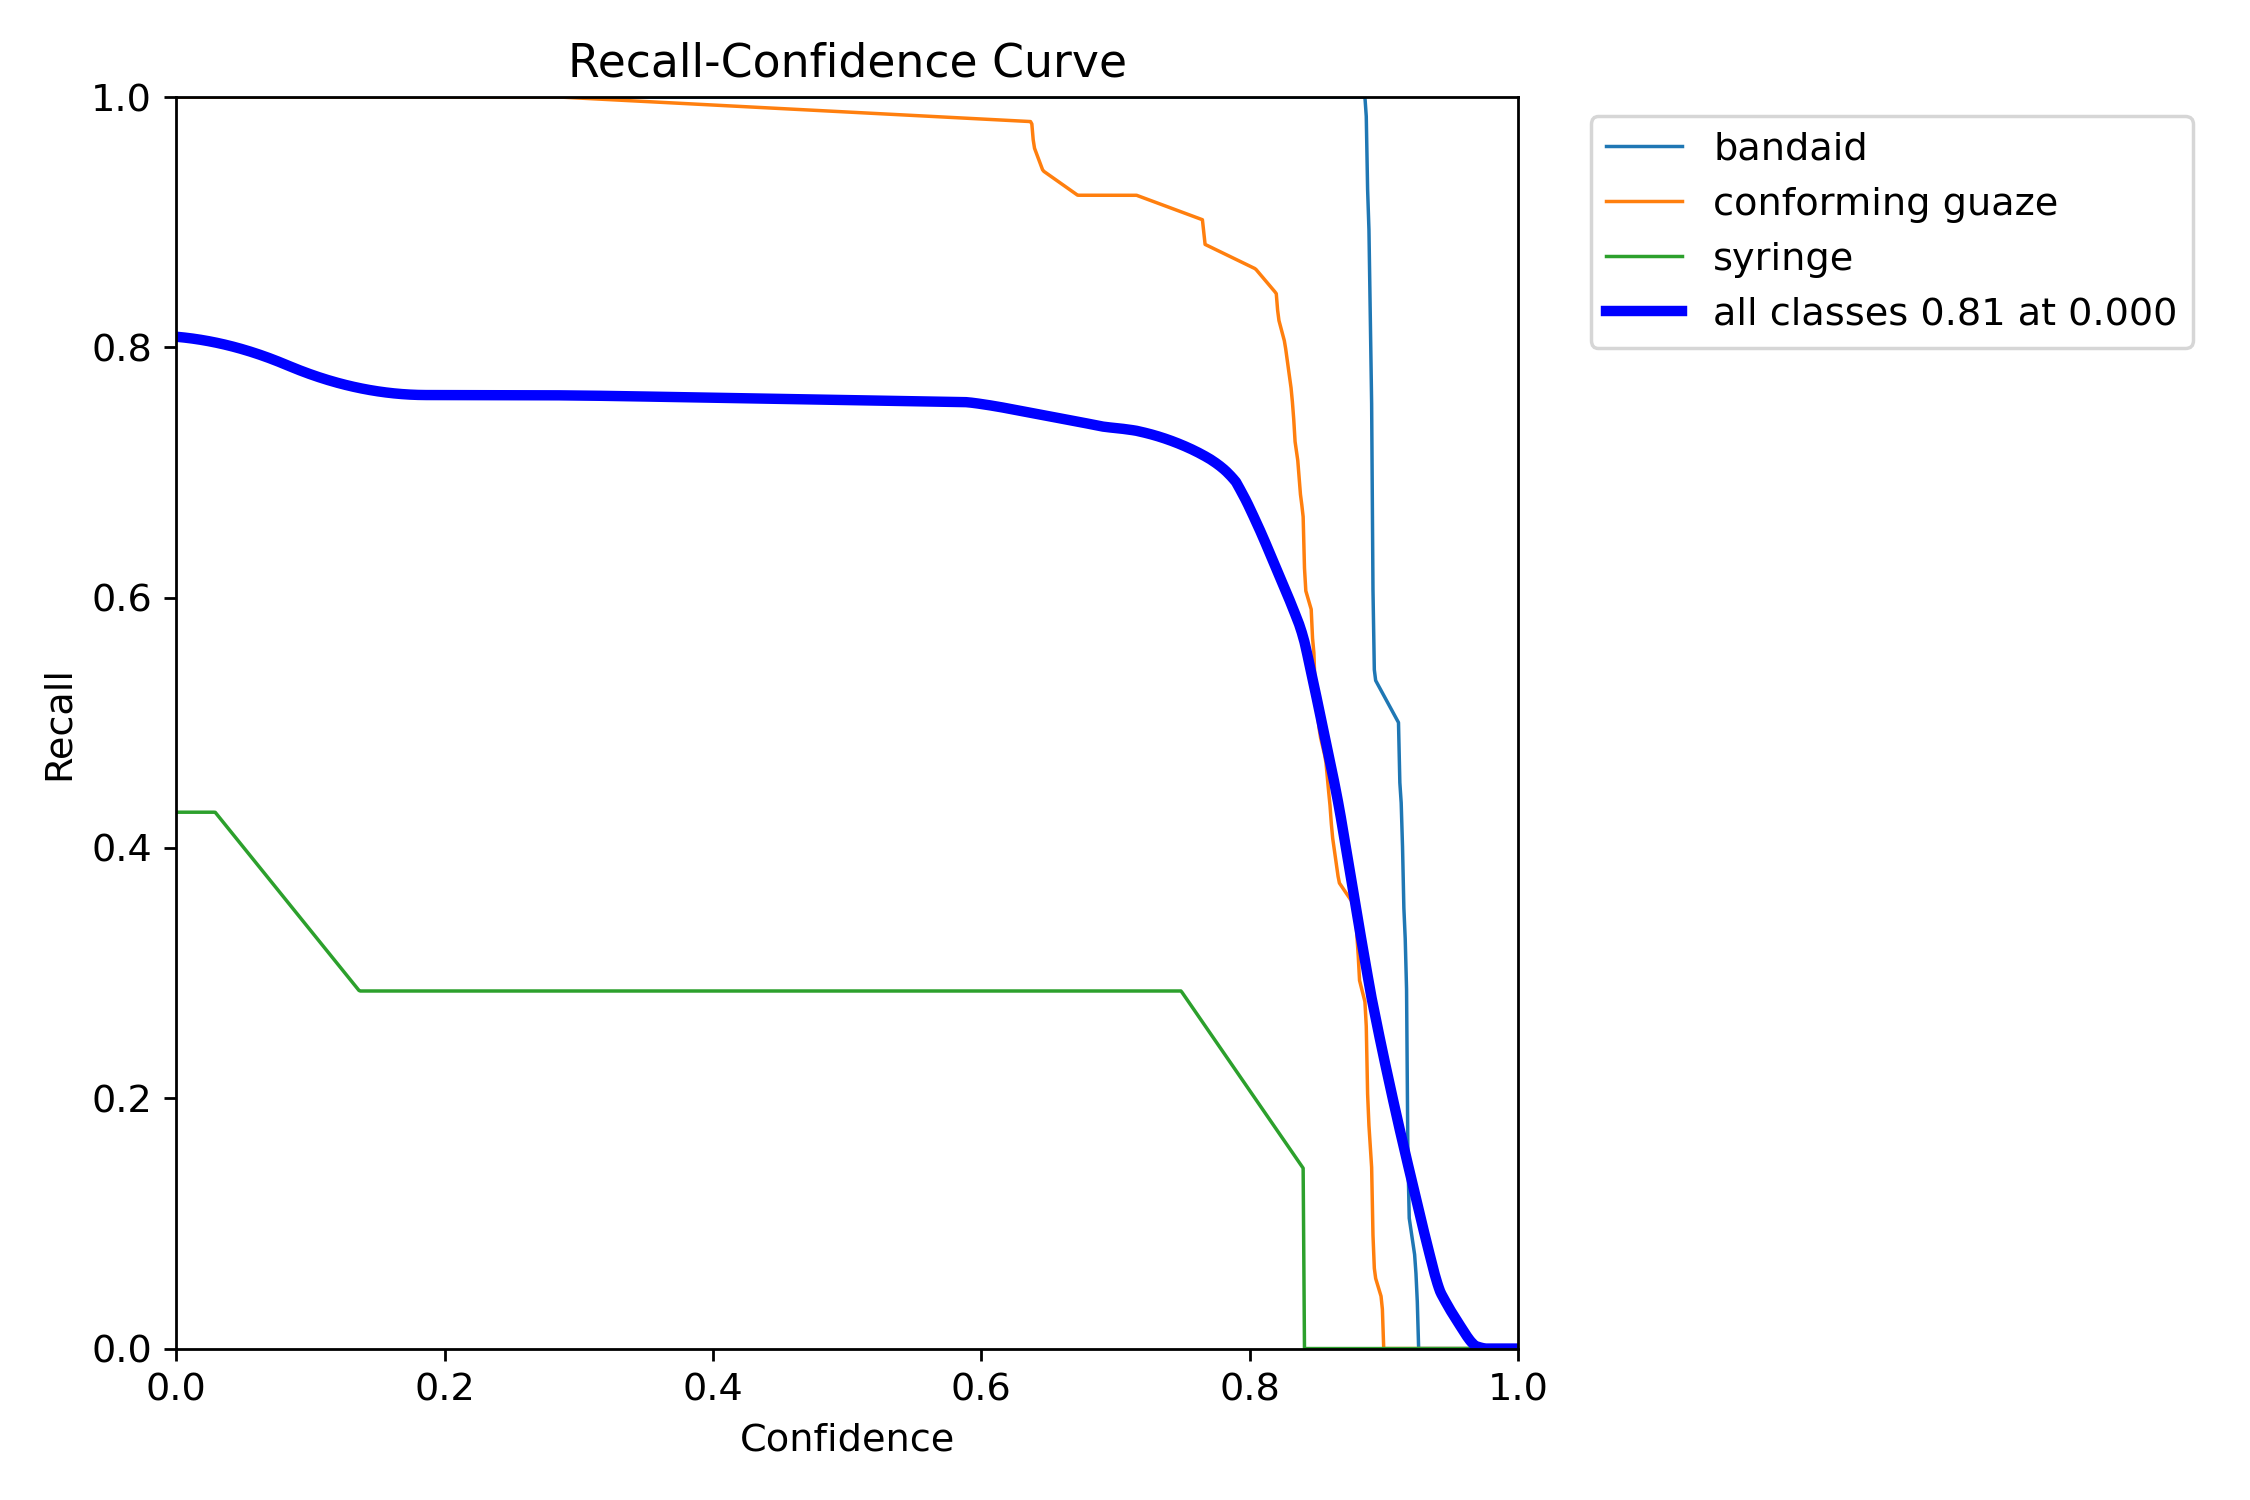 Recall-Confidence Curve
1.0
0.8
0.6
0.4
0.2
0.0
Recall
0.0 0.2 0.4 0.6 0.8 1.0
Confidence
bandaid
conforming guaze
syringe
all classes 0.81 at 0.000